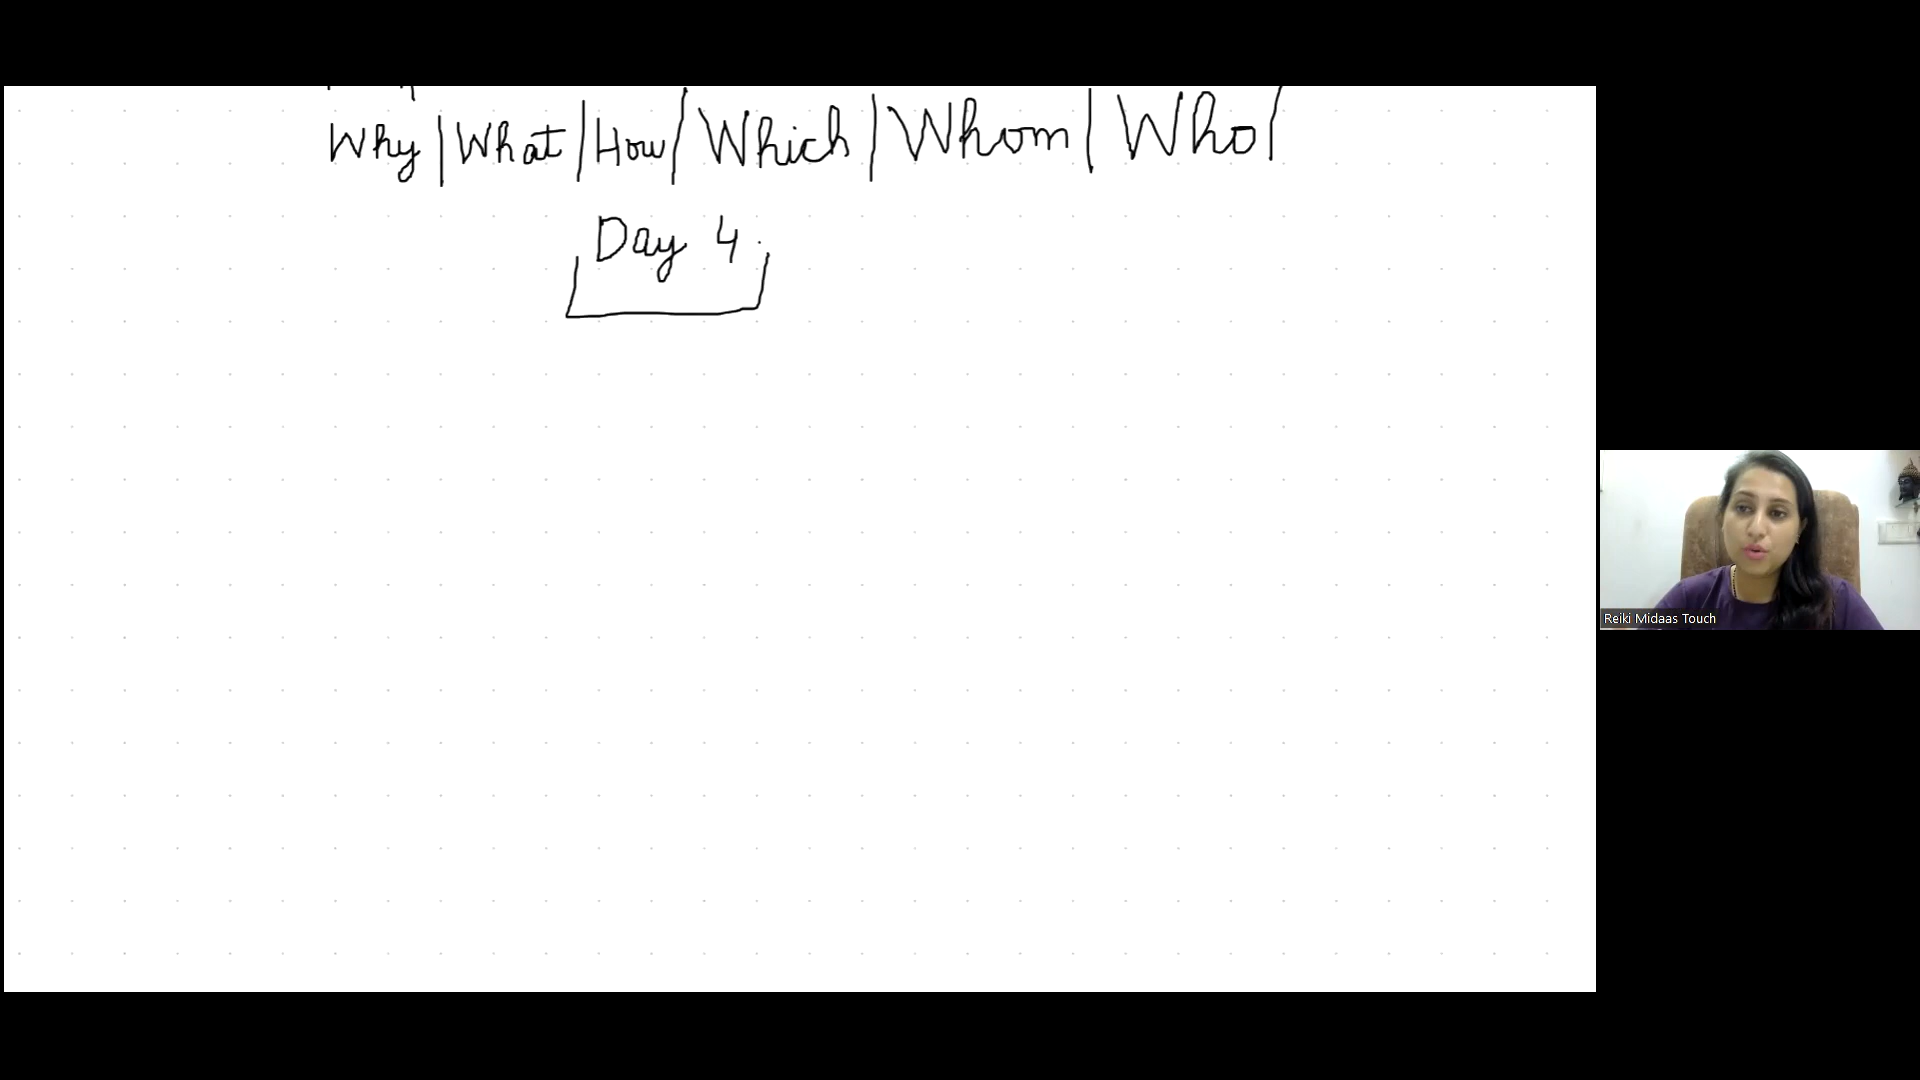 Why | What | How / Which | Whom | Who /
Day 4
Reiki Midaas Touch